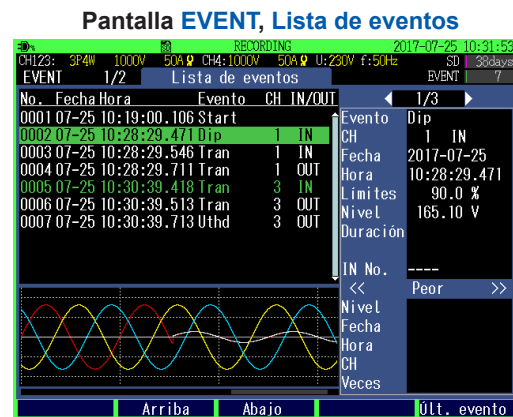 Pantalla EVENT, Lista de eventos
RECORDING 2017-07-25 10:31:53
CH123: 3P4W 1000V 50A CH4:1000V 50A U:230V f:50Hz SD 38days
EVENT 1/2 Lista de eventos EVENT 7
No. Fecha Hora Evento CH IN/OUT
0001 07-25 10:19:00.106 Start
0002 07-25 10:28:29.471 Dip 1 IN
0003 07-25 10:28:29.546 Tran 1 IN
0004 07-25 10:28:29.711 Tran 1 OUT
0005 07-25 10:30:39.418 Tran 3 IN
0006 07-25 10:30:39.513 Tran 3 OUT
0007 07-25 10:30:39.713 Uthd 3 OUT
1/3
Evento Dip
CH 1 IN
Fecha 2017-07-25
Hora 10:28:29.471
Limites 90.0 %
Nivel 165.10 V
Duración
IN No. ----
<< Peor >>
Nivel
Fecha
Hora
CH
Veces
Arriba Abajo Últ. evento